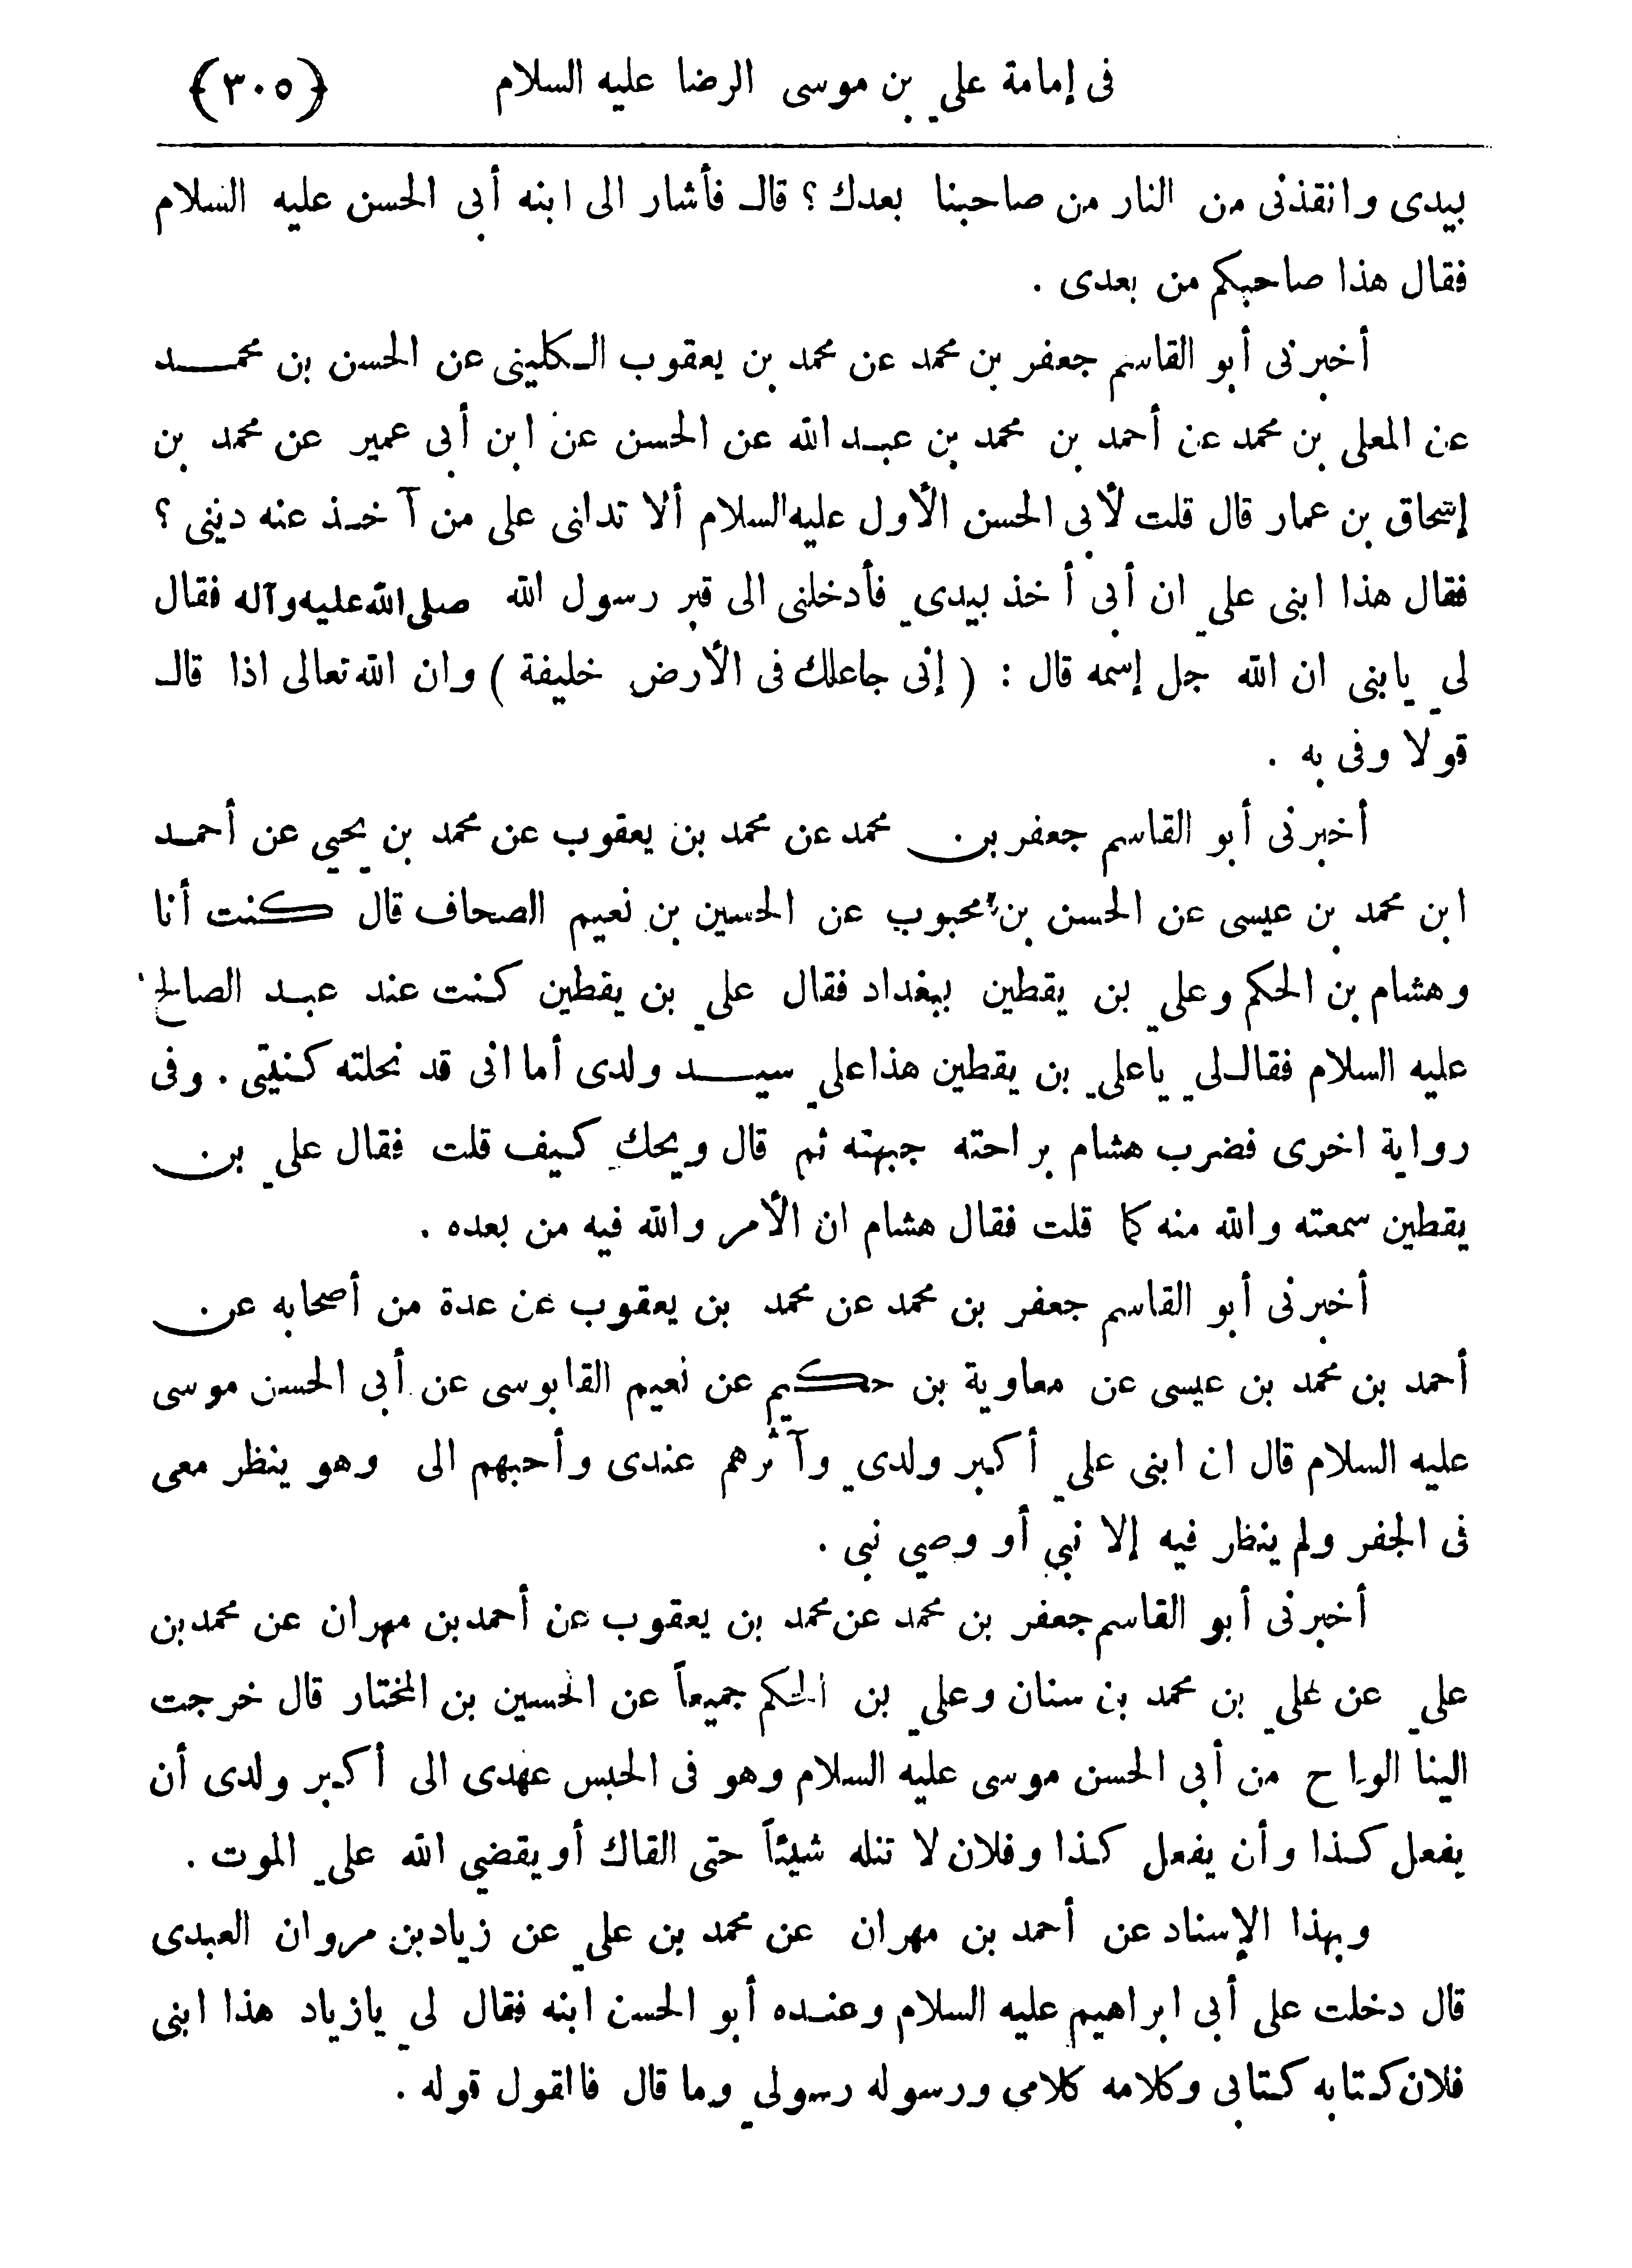 فى إمامة علي بن موسى الرضا عليه السلام ﴿٣٠٥﴾
بيدى وانقذنى من النار من صاحبنا بعدك ؟ قال فأشار الى ابنه أبى الحسن عليه السلام
فقال هذا صاحبكم من بعدى .
أخبرنى أبو القاسم جعفر بن محمد عن محمد بن يعقوب الكلينى عن الحسن بن محمد
عن المعلى بن محمد عن أحمد بن محمد بن عبد الله عن الحسن عن ابن أبى عمير عن محمد بن
إسحاق بن عمار قال قلت لأبى الحسن الأول عليه السلام ألا تدانى على من آخذ عنه دينى ؟
فقال هذا ابنى علي ان أبى أخذ بيدي فأدخلنى الى قبر رسول الله صلى الله عليه وآله فقال
لي يابنى ان الله جل إسمه قال : ( إنى جاعلك فى الأرض خليفة ) وان الله تعالى اذا قال
قولا وفى به .
أخبرنى أبو القاسم جعفر بن محمد عن محمد بن يعقوب عن محمد بن يحيي عن أحمد
ابن محمد بن عيسى عن الحسن بن محبوب عن الحسين بن نعيم الصحاف قال كنت أنا
وهشام بن الحكم وعلي بن يقطين ببغداد فقال علي بن يقطين كنت عند عبد الصالح
عليه السلام فقال لي ياعلي بن يقطين هذا علي سيد ولدى أما انى قد نحلته كنيتى . وفى
رواية اخرى فضرب هشام براحته جبهته ثم قال ويحك كيف قلت فقال علي بن
يقطين سمعته والله منه كما قلت فقال هشام ان الأمر والله فيه من بعده .
أخبرنى أبو القاسم جعفر بن محمد عن محمد بن يعقوب عن عدة من أصحابه عن
أحمد بن محمد بن عيسى عن معاوية بن حكيم عن نعيم القابوسى عن أبى الحسن موسى
عليه السلام قال ان ابنى علي أكبر ولدي وآثرهم عندى وأحبهم الى وهو ينظر معى
فى الجفر ولم ينظر فيه إلا نبي أو وصي نبى .
أخبرنى أبو القاسم جعفر بن محمد عن محمد بن يعقوب عن أحمد بن مهران عن محمد بن
علي عن علي بن محمد بن سنان وعلي بن الحكم جميعاً عن الحسين بن المختار قال خرجت
الينا الواح من أبى الحسن موسى عليه السلام وهو فى الحبس عهدى الى أكبر ولدى أن
يفعل كذا وأن يفعل كذا وفلان لا تنله شيئاً حتى القاك أو يقضي الله علي الموت .
وبهذا الإسناد عن أحمد بن مهران عن محمد بن علي عن زياد بن مروان العبدى
قال دخلت على أبى ابراهيم عليه السلام وعنده أبو الحسن ابنه فقال لي يازياد هذا ابنى
فلان كتابه كتابى وكلامه كلامى ورسوله رسولي وما قال فالقول قوله .